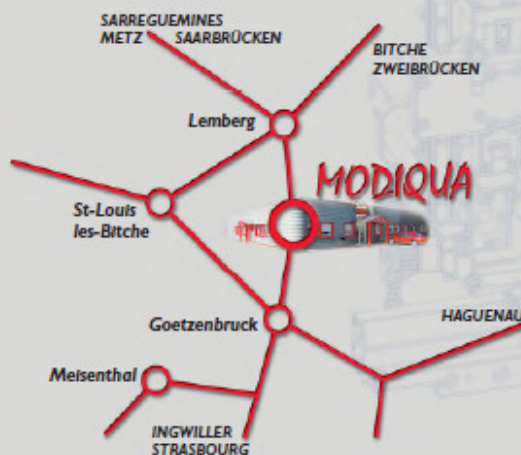 SARREGUEMINES
METZ SAARBRÜCKEN
BITCHE
ZWEIBRÜCKEN
Lemberg
MODIQUA
St-Louis
les-Bitche
Goetzenbruck
HAGUENAU
Meisenthal
INGWILLER
STRASBOURG